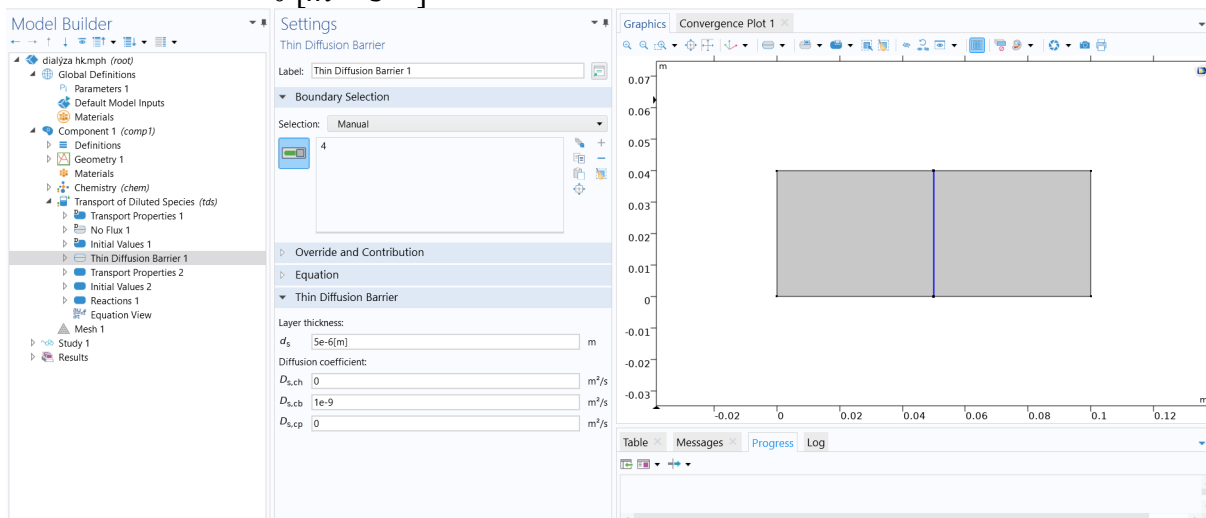 Model Builder
dialýza hk.mph (root)
Global Definitions
Pi Parameters 1
Default Model Inputs
Materials
Component 1 (comp1)
Definitions
Geometry 1
Materials
Chemistry (chem)
Transport of Diluted Species (tds)
Transport Properties 1
No Flux 1
Initial Values 1
Thin Diffusion Barrier 1
Transport Properties 2
Initial Values 2
Reactions 1
Equation View
Mesh 1
Study 1
Results
Settings
Thin Diffusion Barrier
Label: Thin Diffusion Barrier 1
Boundary Selection
Selection: Manual
4
Override and Contribution
Equation
Thin Diffusion Barrier
Layer thickness:
ds 5e-6[m] m
Diffusion coefficient:
Ds,ch 0 m²/s
Ds,cb 1e-9 m²/s
Ds,cp 0 m²/s
Graphics Convergence Plot 1
m
0.07
0.06
0.05
0.04
0.03
0.02
0.01
0
-0.01
-0.02
-0.03
m
-0.02 0 0.02 0.04 0.06 0.08 0.1 0.12
Table Messages Progress Log